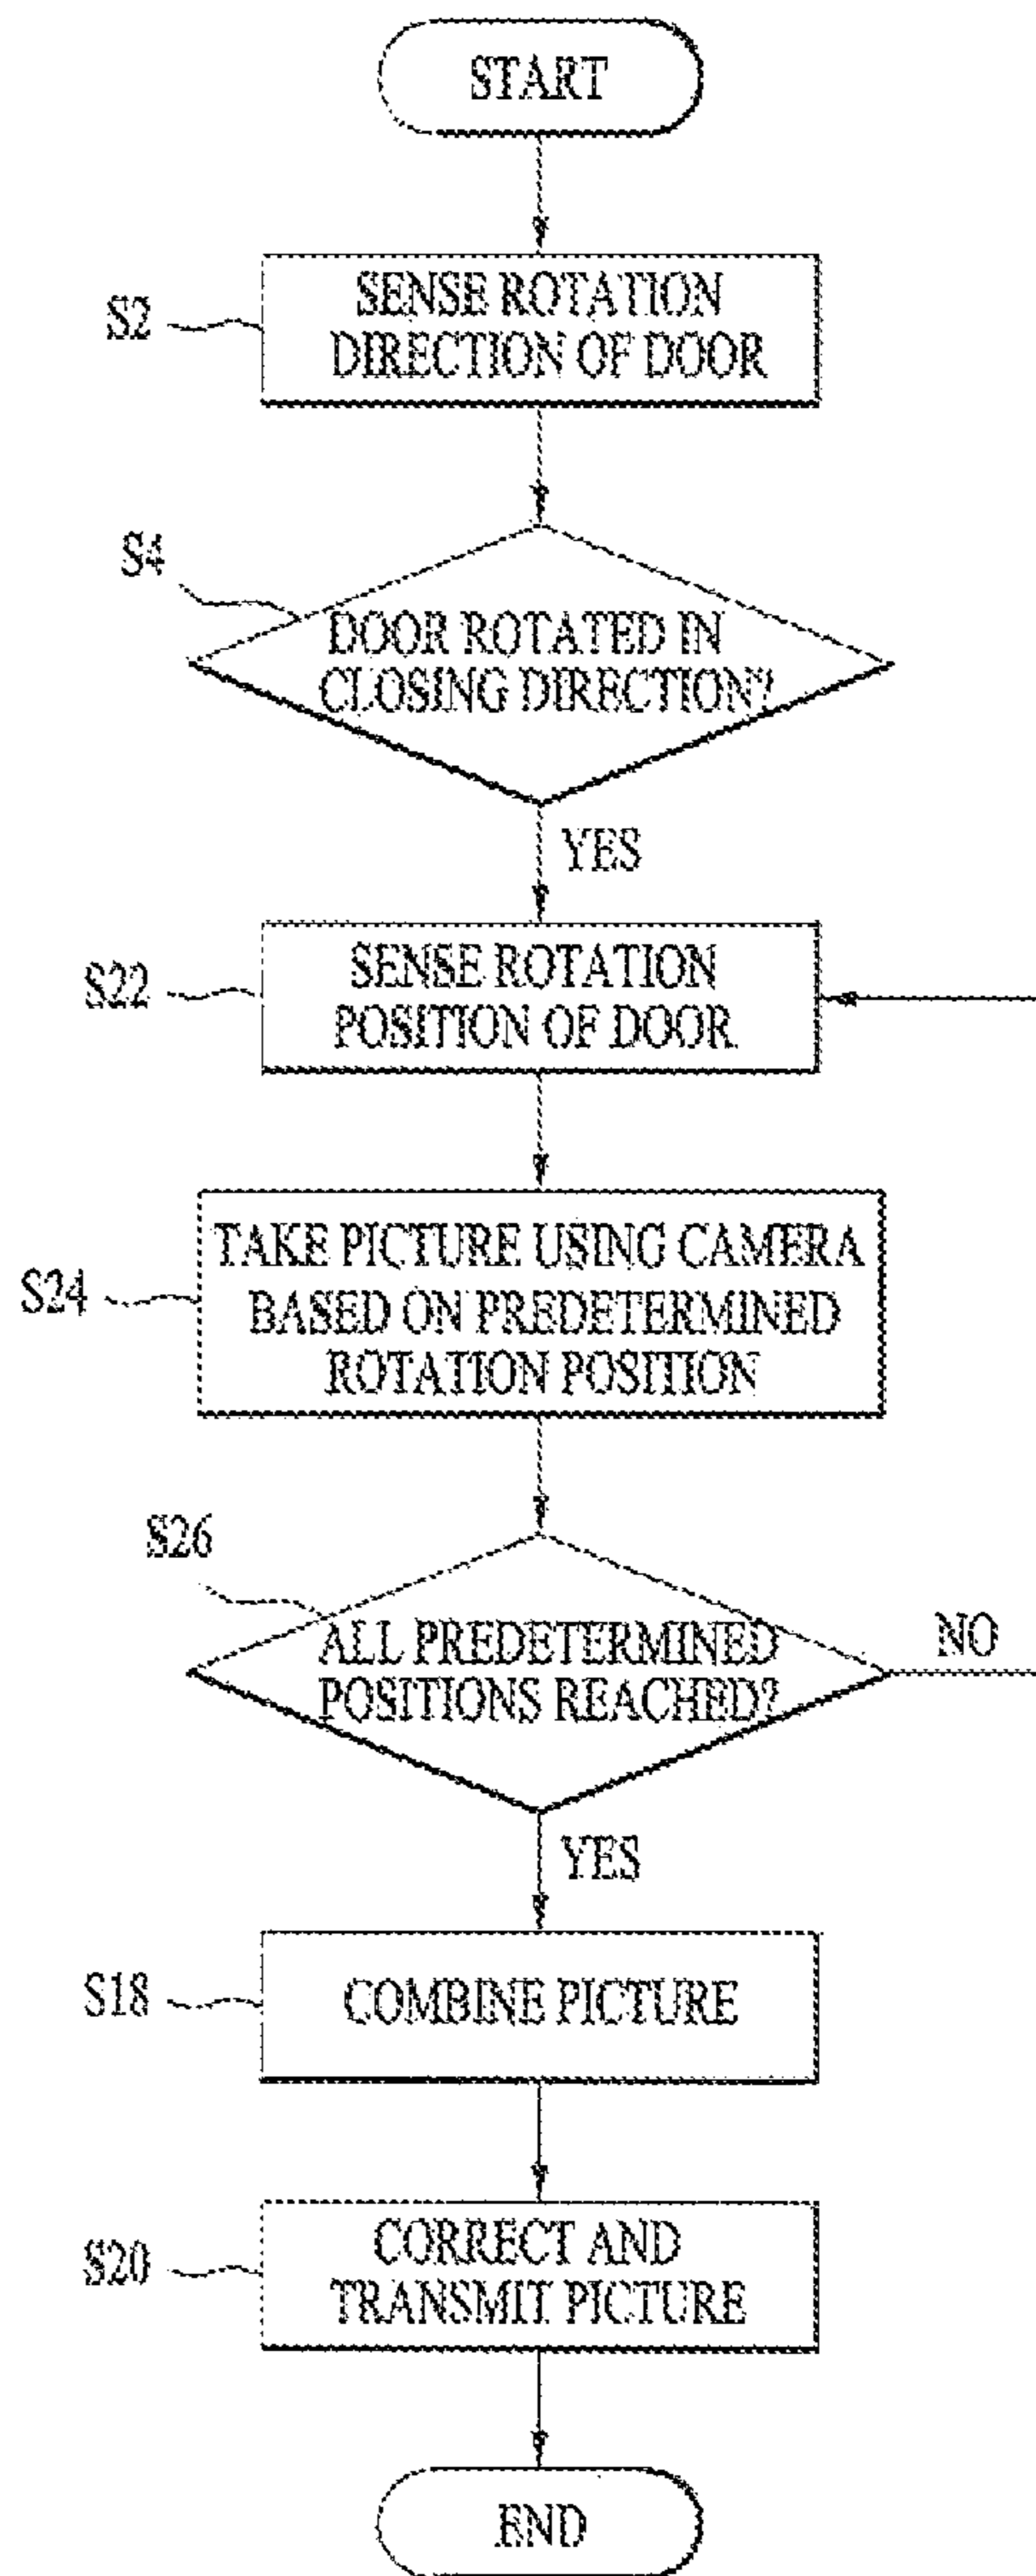 START
S2
SENSE ROTATION
DIRECTION OF DOOR
S4
DOOR ROTATED IN
CLOSING DIRECTION?
YES
S22
SENSE ROTATION
POSITION OF DOOR
S24
TAKE PICTURE USING CAMERA
BASED ON PREDETERMINED
ROTATION POSITION
S26
ALL PREDETERMINED
POSITIONS REACHED?
NO
YES
S18
COMBINE PICTURE
S20
CORRECT AND
TRANSMIT PICTURE
END